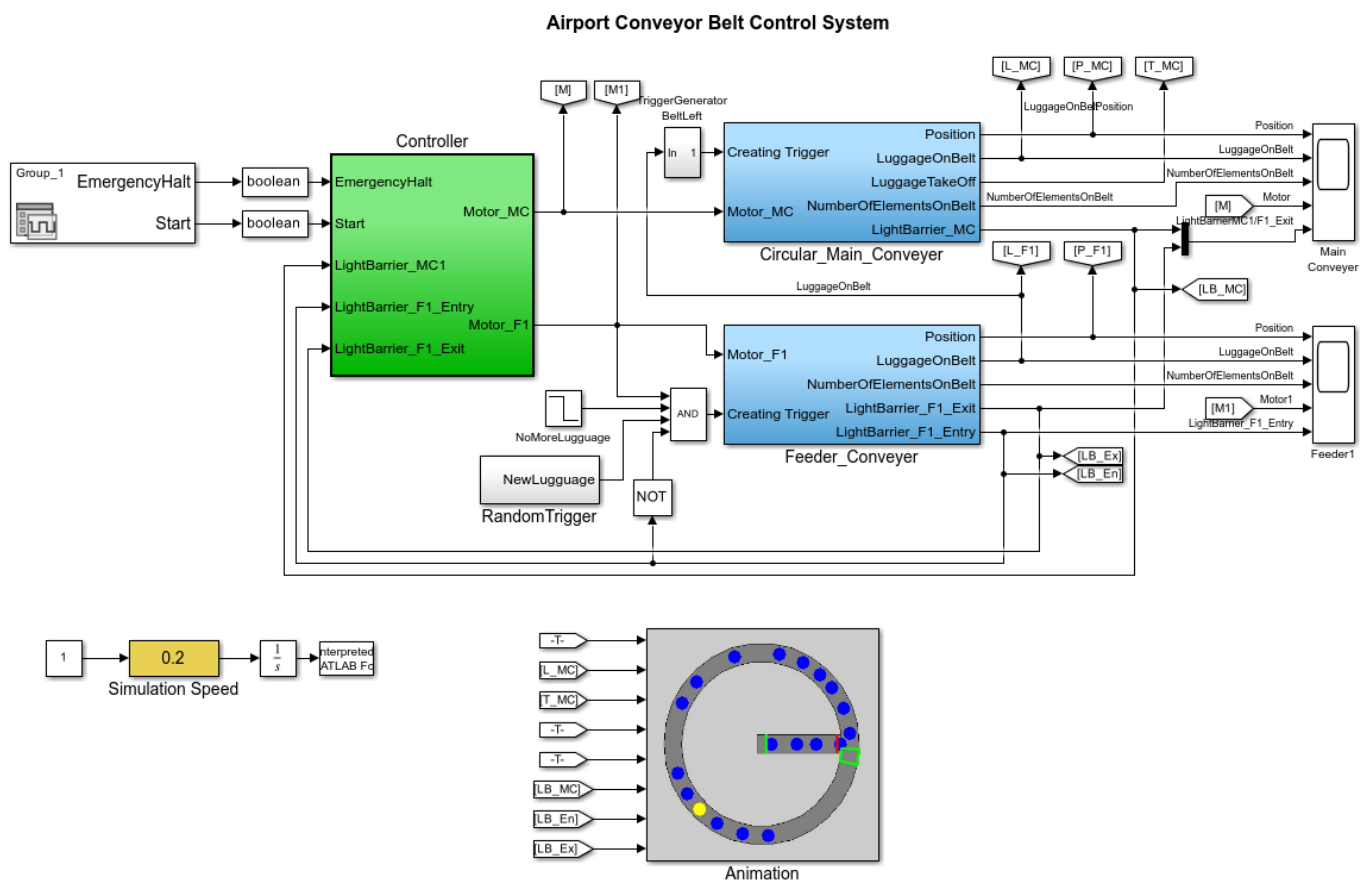 Airport Conveyor Belt Control System
[L_MC]
[P_MC]
[T_MC]
[M]
[M1]
TriggerGenerator
BeltLeft
LuggageOnBeltPosition
Controller
In 1
Creating Trigger
Position
LuggageOnBelt
LuggageTakeOff
NumberOfElementsOnBelt
LightBarrier_MC
Motor_MC
Circular_Main_Conveyer
NumberOfElementsOnBelt
Position
LuggageOnBelt
NumberOfElementsOnBelt
[M]
Motor
LightBarrierMC1/F1_Exit
Main
Conveyer
Group_1
EmergencyHalt
Start
boolean
boolean
EmergencyHalt
Start
LightBarrier_MC1
LightBarrier_F1_Entry
LightBarrier_F1_Exit
Motor_MC
Motor_F1
[L_F1]
[P_F1]
[LB_MC]
LuggageOnBelt
Motor_F1
Creating Trigger
Position
LuggageOnBelt
NumberOfElementsOnBelt
LightBarrier_F1_Exit
LightBarrier_F1_Entry
Feeder_Conveyer
Position
LuggageOnBelt
NumberOfElementsOnBelt
[M1]
Motor1
LightBarrier_F1_Entry
Feeder1
[LB_Ex]
[LB_En]
AND
NoMoreLugguage
NewLugguage
RandomTrigger
NOT
1
0.2
Simulation Speed
1
s
nterpreted
ATLAB Fc
-T-
[L_MC]
[T_MC]
-T-
-T-
[LB_MC]
[LB_En]
[LB_Ex]
Animation